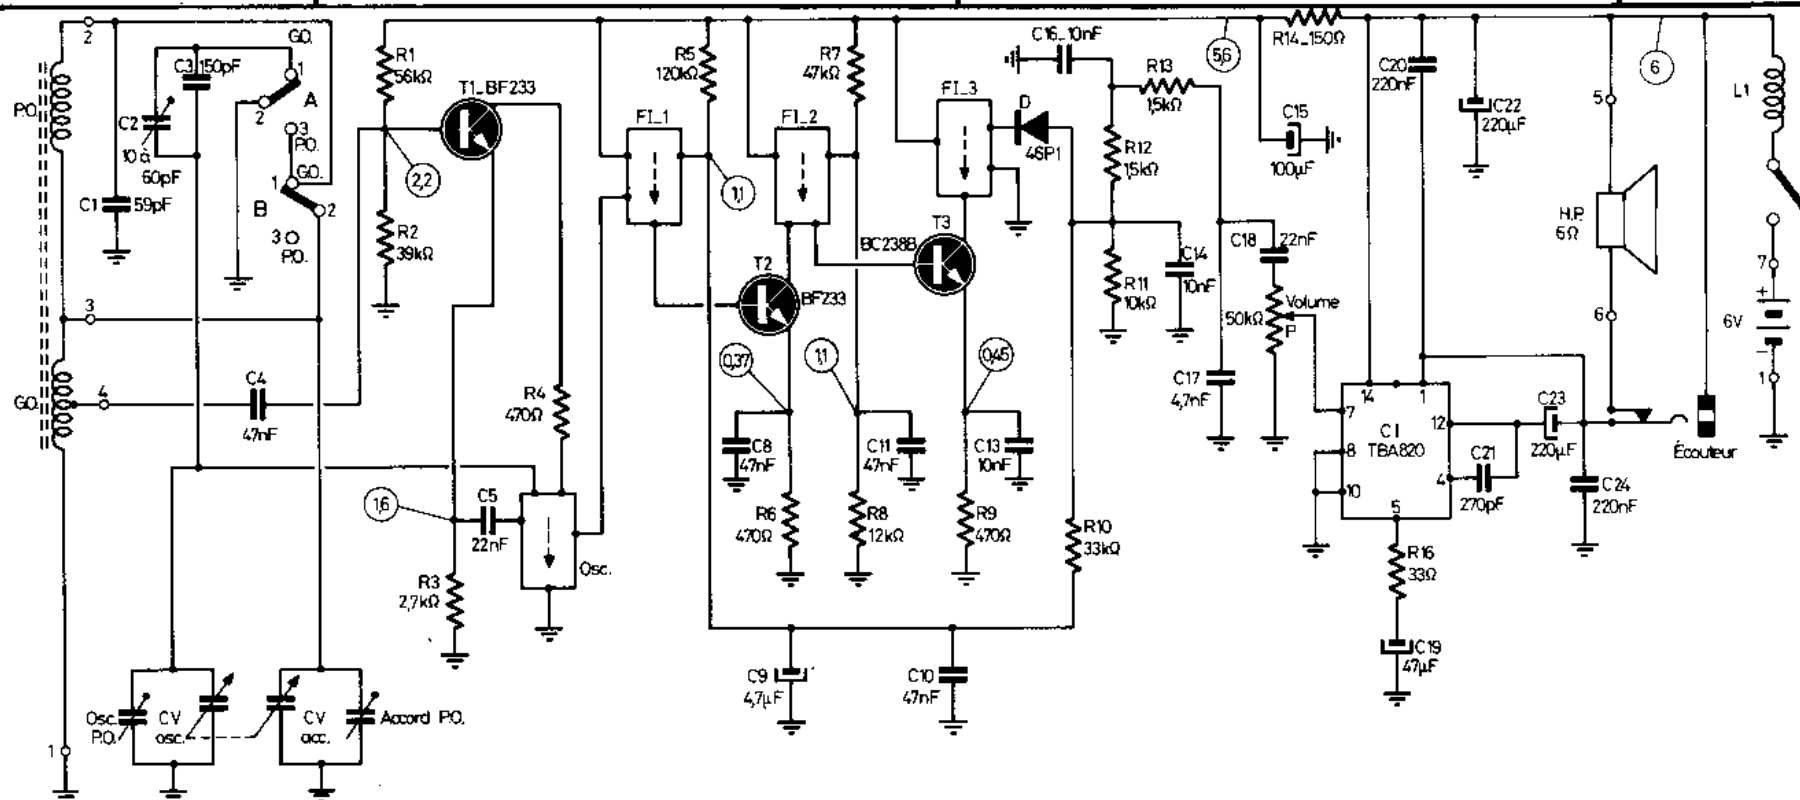 2
GO.
C3 150pF
1
A
2
C2
10 à
60pF
3
PO.
GO.
1
B
2
3
PO.
P.O.
C1
59pF
3
GO.
4
C4
47nF
R1
56kΩ
T1_BF233
2,2
R2
39kΩ
R4
470Ω
1,6
C5
22nF
Osc.
R3
2,7kΩ
Osc.
P.O.
CV
osc.
CV
acc.
Accord P.O.
1
FI_1
R5
120kΩ
1,1
T2
BF233
FI_2
R7
47kΩ
0,37
1,1
C8
47nF
R6
470Ω
C11
47nF
R8
12kΩ
C9
4,7µF
C10
47nF
FI_3
D
46P1
T3
BC238B
0,45
C13
10nF
R9
470Ω
R10
33kΩ
C16_10nF
R13
1,5kΩ
R12
1,5kΩ
R11
10kΩ
C14
10nF
C18
22nF
Volume
50kΩ
P
C17
4,7nF
5,6
R14_150Ω
C15
100µF
C20
220nF
C22
220µF
6
5
H.P.
6Ω
6
L1
7
+
6V
–
1
14
1
7
8
10
12
4
5
CI
TBA820
C21
270pF
C23
220µF
C24
220nF
Écouteur
R16
33Ω
C19
47µF